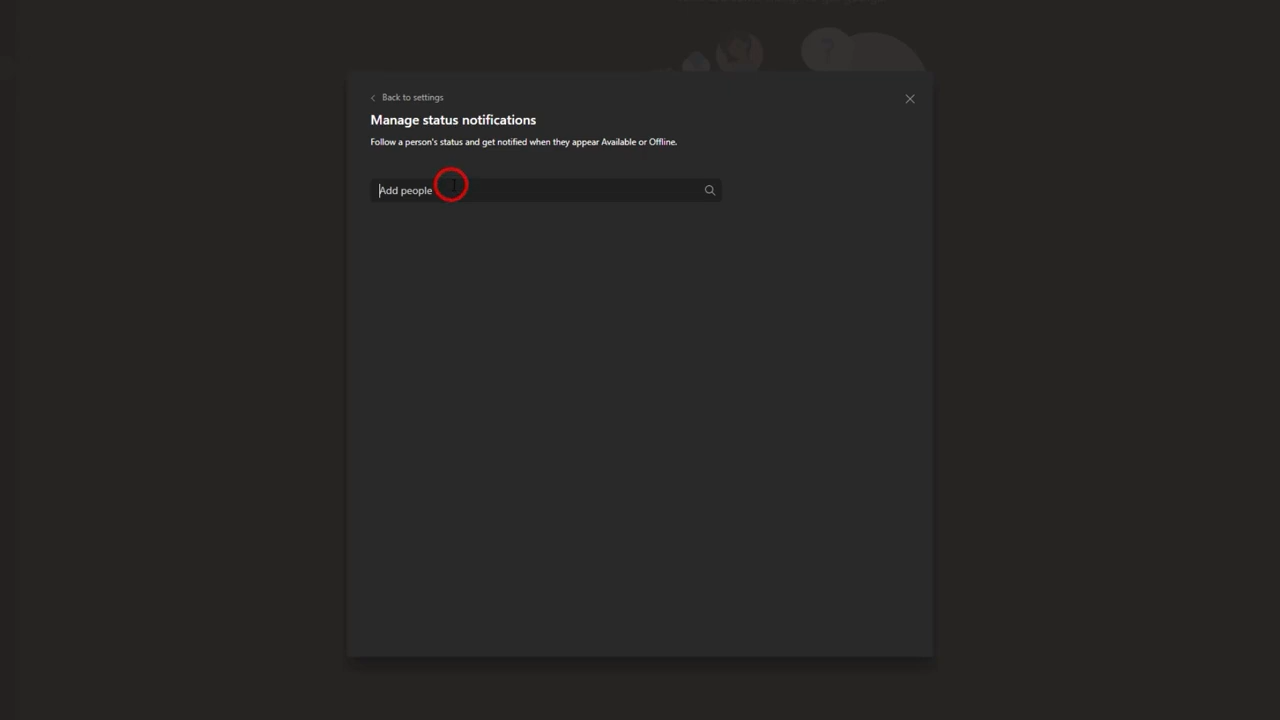 Back to settings
Manage status notifications
Follow a person's status and get notified when they appear Available or Offline.
Add people